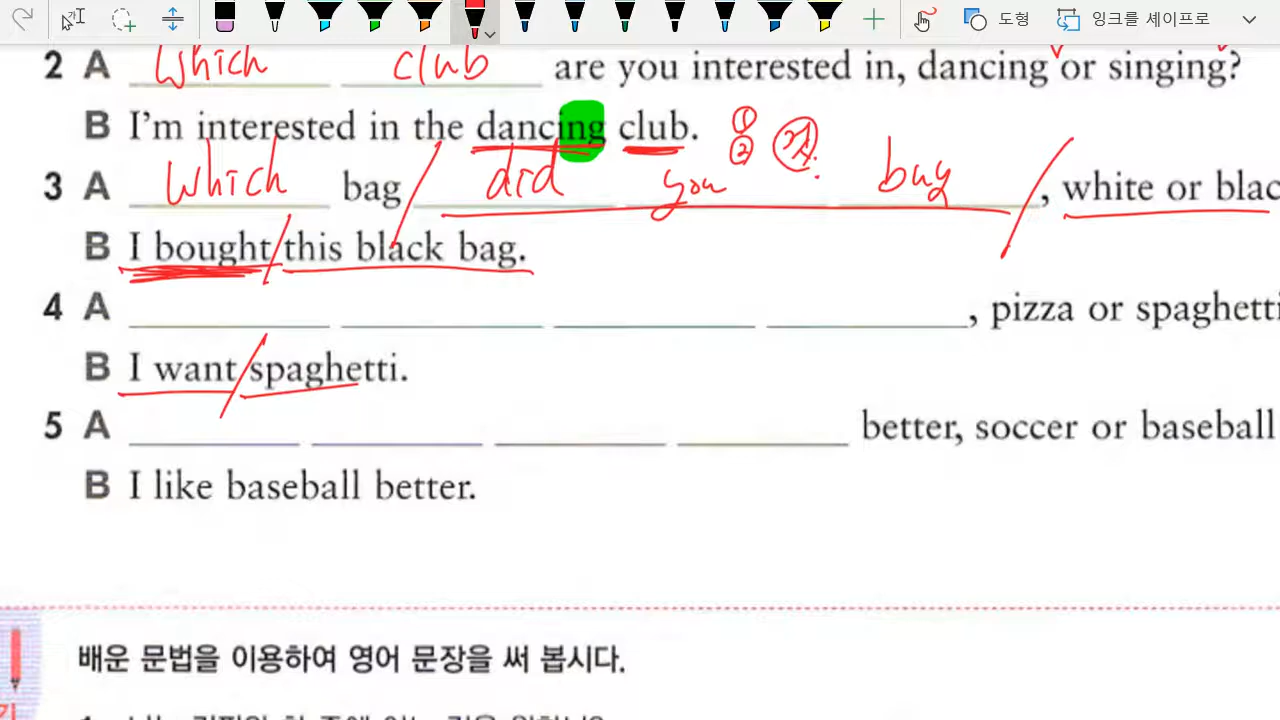 도형 잉크를 셰이프로
2 A Which club are you interested in, dancing or singing?
B I'm interested in the dancing club. ① ②
3 A Which bag did you buy, white or blac
B I bought this black bag.
4 A , pizza or spaghetti
B I want spaghetti.
5 A better, soccer or baseball
B I like baseball better.
배운 문법을 이용하여 영어 문장을 써 봅시다.